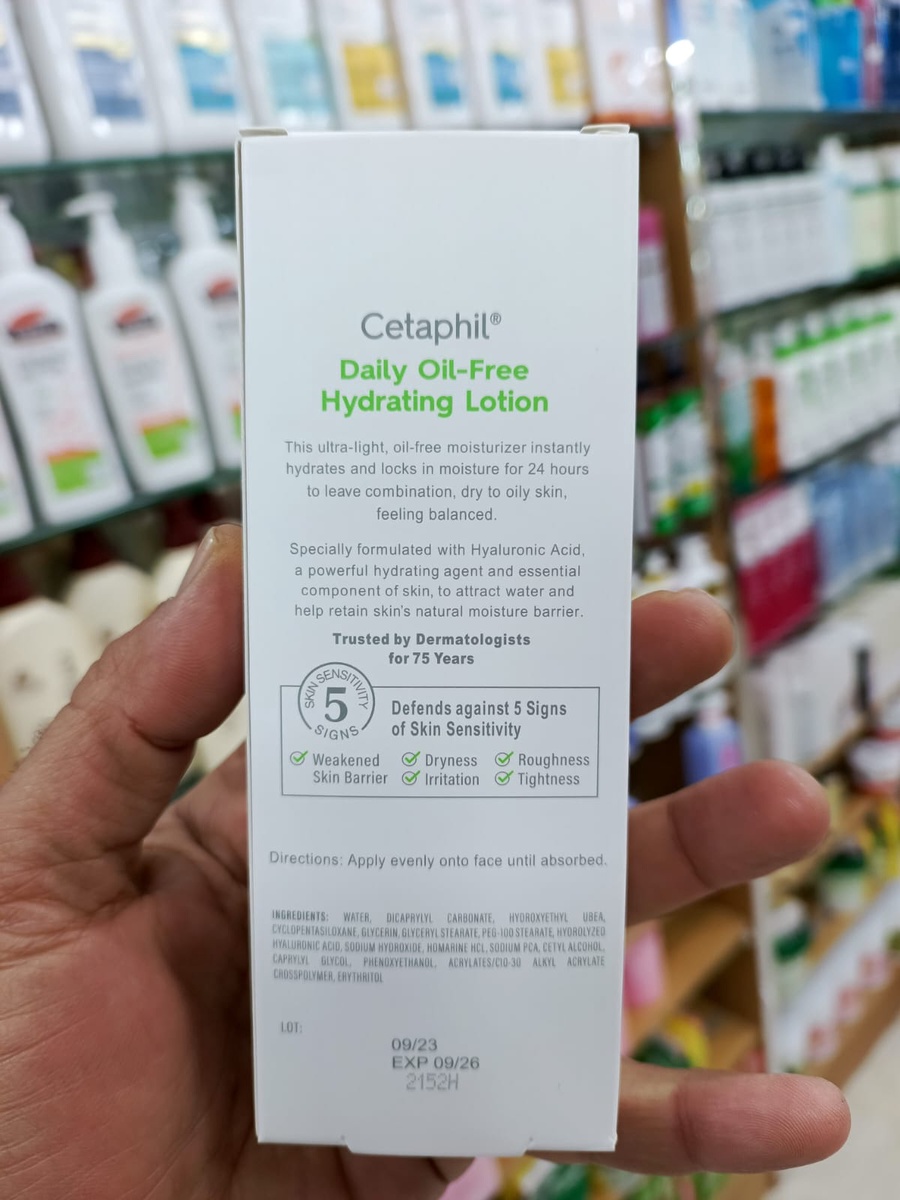 Cetaphil®
Daily Oil-Free
Hydrating Lotion
This ultra-light, oil-free moisturizer instantly
hydrates and locks in moisture for 24 hours
to leave combination, dry to oily skin,
feeling balanced.
Specially formulated with Hyaluronic Acid,
a powerful hydrating agent and essential
component of skin, to attract water and
help retain skin's natural moisture barrier.
Trusted by Dermatologists
for 75 Years
SKIN SENSITIVITY
5
SIGNS
Defends against 5 Signs
of Skin Sensitivity
Weakened Dryness Roughness
Skin Barrier Irritation Tightness
Directions: Apply evenly onto face until absorbed.
INGREDIENTS: WATER, DICAPRYLYL CARBONATE, HYDROXYETHYL UREA,
CYCLOPENTASILOXANE, GLYCERIN, GLYCERYL STEARATE, PEG-100 STEARATE, HYDROLYZED
HYALURONIC ACID, SODIUM HYDROXIDE, HOMARINE HCL, SODIUM PCA, CETYL ALCOHOL,
CAPRYLYL GLYCOL, PHENOXYETHANOL, ACRYLATES/C10-30 ALKYL ACRYLATE
CROSSPOLYMER, ERYTHRITOL
LOT:
09/23
EXP 09/26
2152H